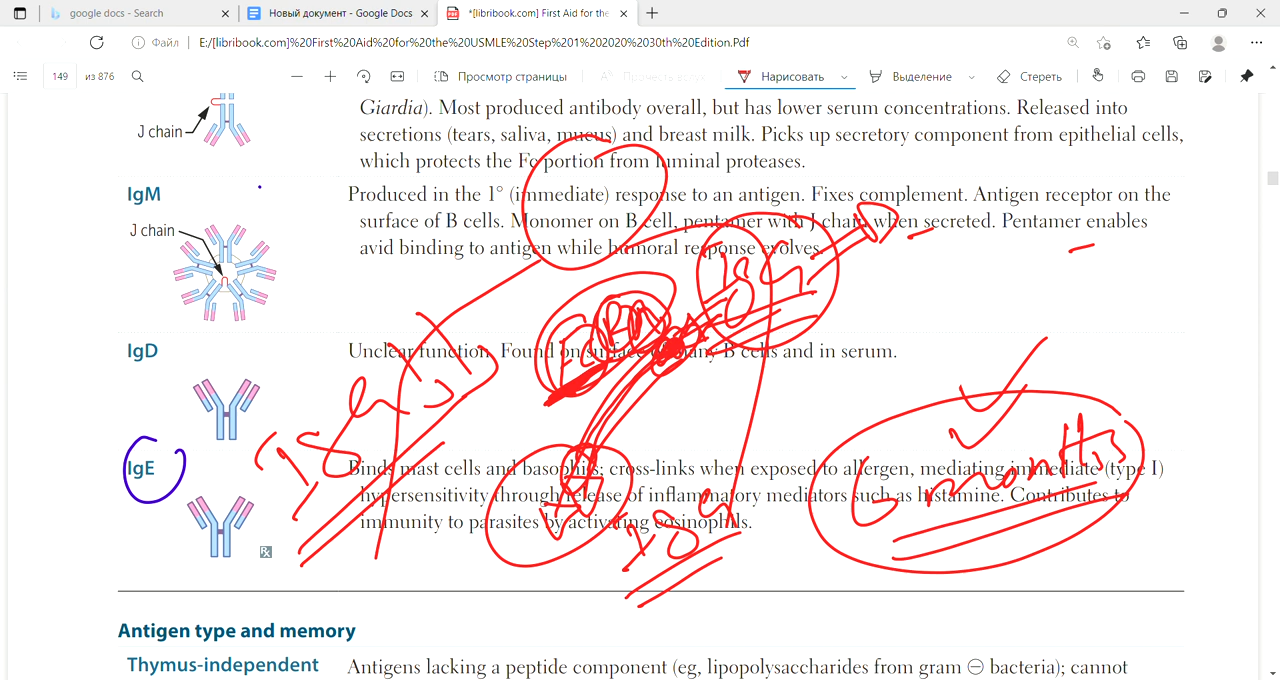 google docs - Search
Новый документ - Google Docs
*[libribook.com] First Aid for the
Файл
E:/[libribook.com]%20First%20Aid%20for%20the%20USMLE%20Step%201%202020%2030th%20Edition.Pdf
149 из 876
Просмотр страницы
Прочесть вслух
Нарисовать
Выделение
Стереть
Giardia). Most produced antibody overall, but has lower serum concentrations. Released into
J chain
secretions (tears, saliva, mucus) and breast milk. Picks up secretory component from epithelial cells,
which protects the Fc portion from luminal proteases.
IgM
Produced in the 1° (immediate) response to an antigen. Fixes complement. Antigen receptor on the
J chain
surface of B cells. Monomer on B cell, pentamer with J chain when secreted. Pentamer enables
avid binding to antigen while humoral response evolves.
IgG
IgD
Unclear function. Found on surface of many B cells and in serum.
6 months
IgE
Binds mast cells and basophils; cross-links when exposed to allergen, mediating immediate (type I)
hypersensitivity through release of inflammatory mediators such as histamine. Contributes to
immunity to parasites by activating eosinophils.
Rx
Antigen type and memory
Thymus-independent
Antigens lacking a peptide component (eg, lipopolysaccharides from gram ⊖ bacteria); cannot